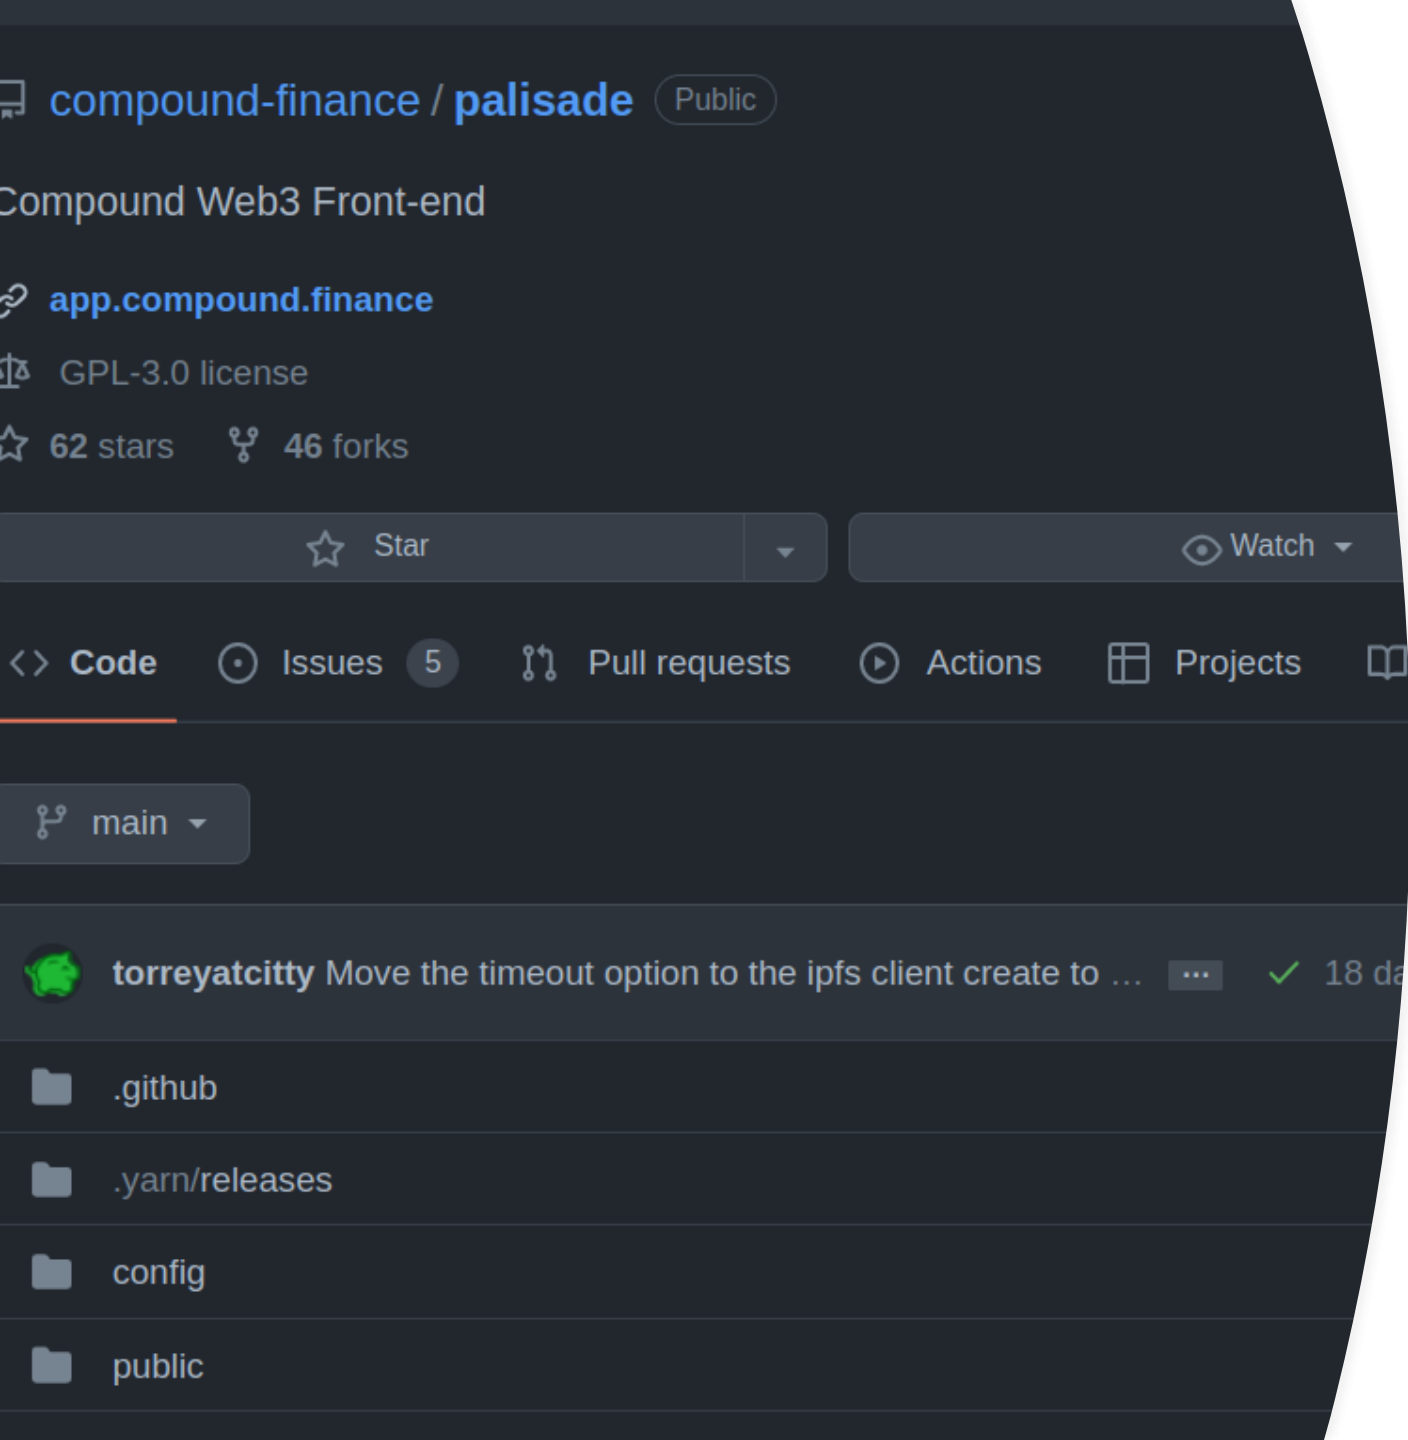 compound-finance / palisade Public
Compound Web3 Front-end
app.compound.finance
GPL-3.0 license
62 stars 46 forks
Star Watch
Code Issues 5 Pull requests Actions Projects
main
torreyatcitty Move the timeout option to the ipfs client create to … ... 18 da
.github
.yarn/releases
config
public